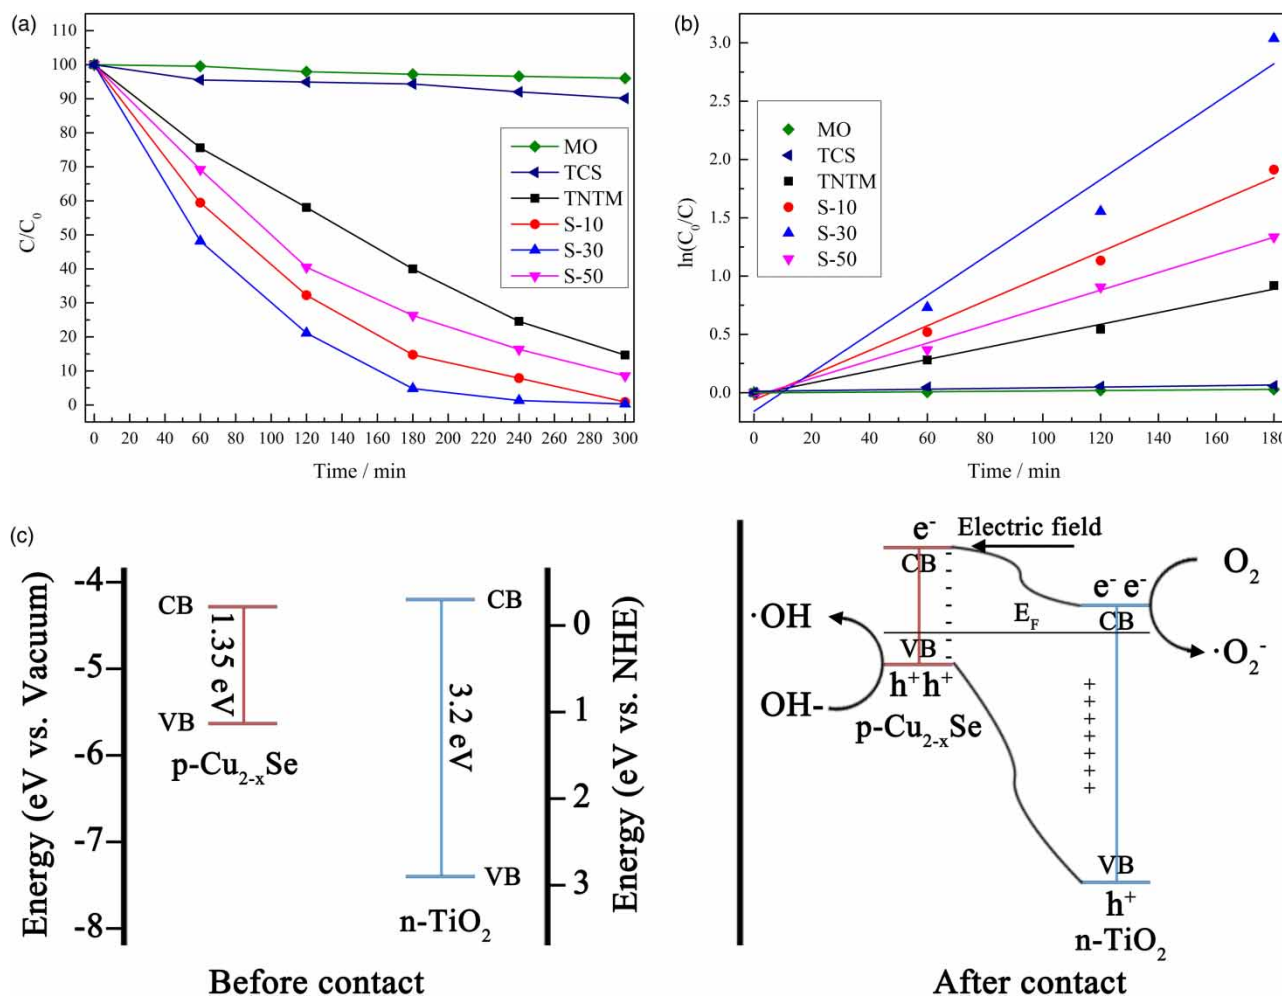 (a)
110
100
90
80
70
60
50
40
30
20
10
0
C/C0
MO
TCS
TNTM
S-10
S-30
S-50
0 20 40 60 80 100 120 140 160 180 200 220 240 260 280 300
Time / min
(b)
3.0
2.5
2.0
1.5
1.0
0.5
0.0
ln(C0/C)
MO
TCS
TNTM
S-10
S-30
S-50
0 20 40 60 80 100 120 140 160 180
Time / min
(c)
Energy (eV vs. Vacuum)
-4
-5
-6
-7
-8
CB
1.35 eV
VB
p-Cu2-xSe
CB
3.2 eV
VB
n-TiO2
0
1
2
3
Energy (eV vs. NHE)
Before contact
e-
Electric field
CB
e- e-
O2
·OH
EF
CB
·O2-
VB
OH-
h+h+
p-Cu2-xSe
- - - - - - - -
+ + + + + + +
VB
h+
n-TiO2
After contact